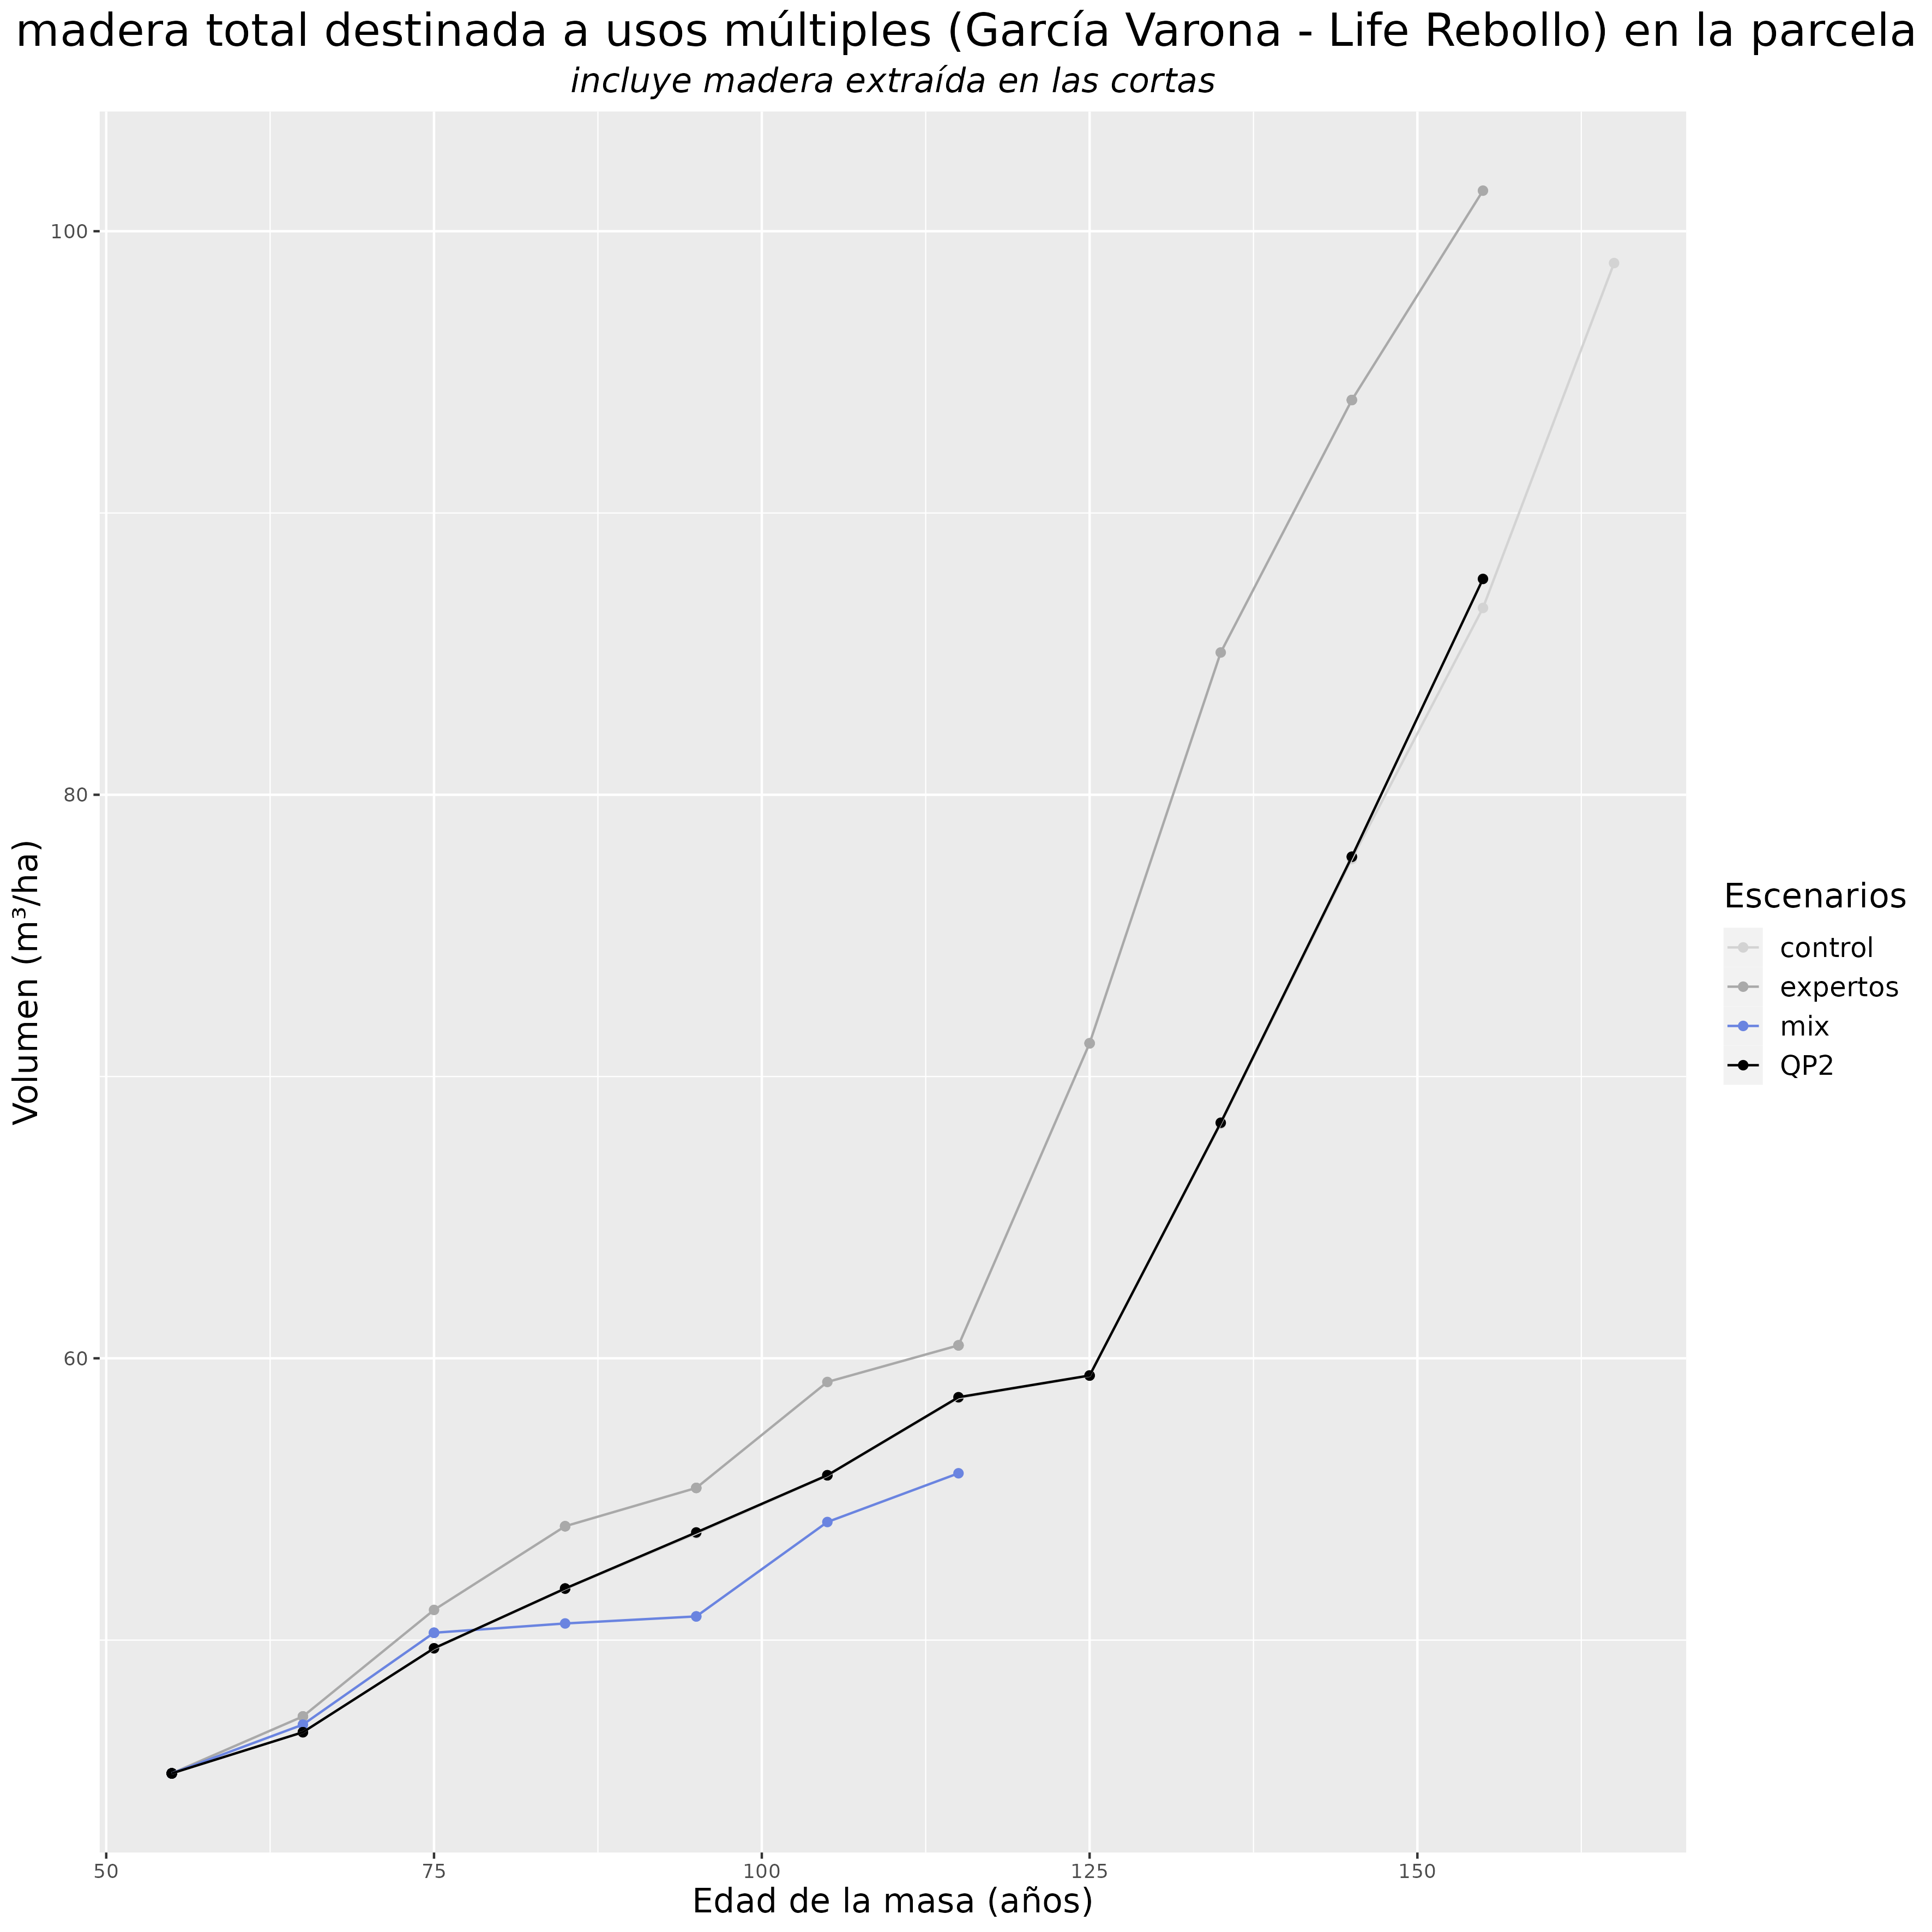 madera total destinada a usos múltiples (García Varona - Life Rebollo) en la parcela
incluye madera extraída en las cortas
100
80
60
Volumen (m³/ha)
50 75 100 125 150
Edad de la masa (años)
Escenarios
control
expertos
mix
QP2